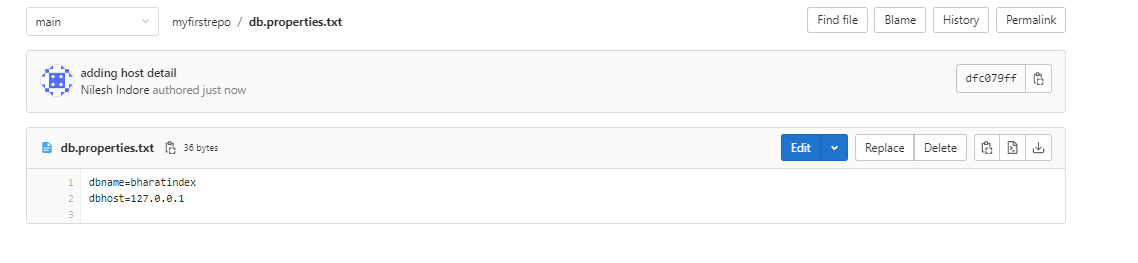 main
myfirstrepo / db.properties.txt
Find file
Blame
History
Permalink
adding host detail
Nilesh Indore authored just now
dfc079ff
db.properties.txt
36 bytes
Edit
Replace
Delete
1 dbname=bharatindex
2 dbhost=127.0.0.1
3